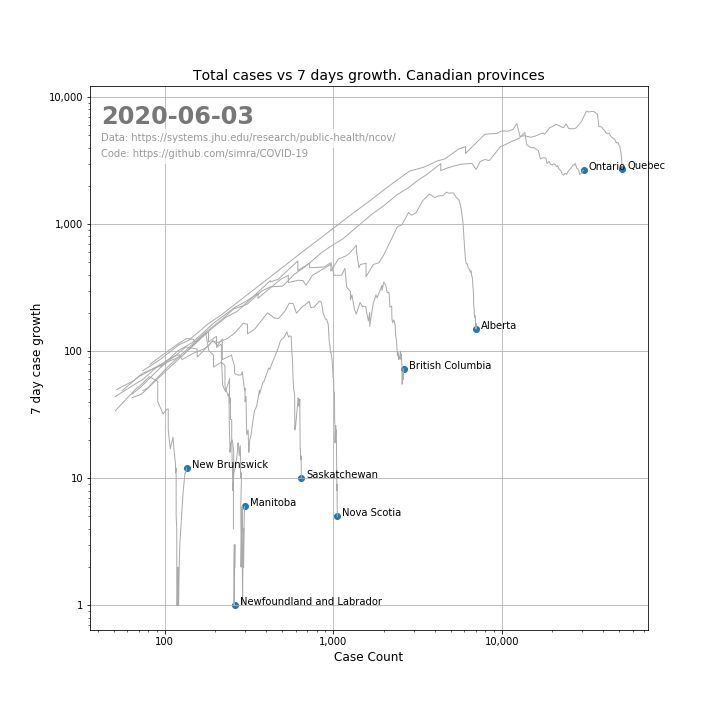 Total cases vs 7 days growth. Canadian provinces
10,000
2020-06-03
Data: https://systems.jhu.edu/research/public-health/ncov/
Code: https://github.com/simra/COVID-19
Ontario
Quebec
1,000
7 day case growth
Alberta
100
British Columbia
New Brunswick
Saskatchewan
10
Manitoba
Nova Scotia
Newfoundland and Labrador
1
100
1,000
10,000
Case Count